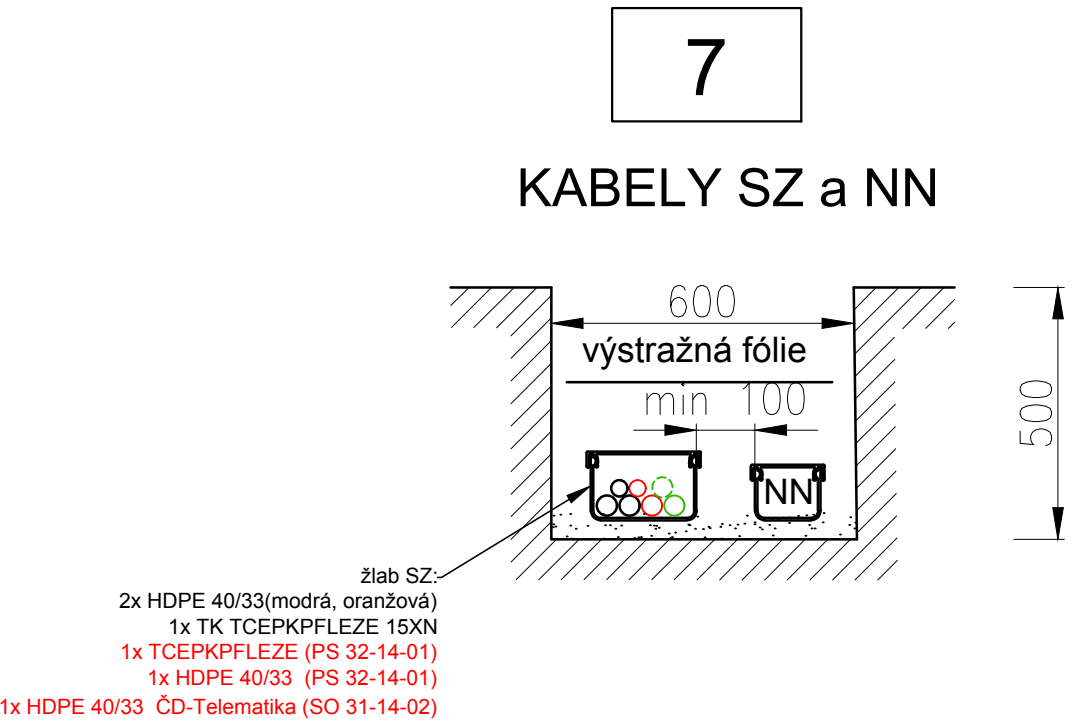 7
KABELY SZ a NN
600
výstražná fólie
min 100
500
NN
žlab SZ:
2x HDPE 40/33(modrá, oranžová)
1x TK TCEPKPFLEZE 15XN
1x TCEPKPFLEZE (PS 32-14-01)
1x HDPE 40/33 (PS 32-14-01)
1x HDPE 40/33 ČD-Telematika (SO 31-14-02)